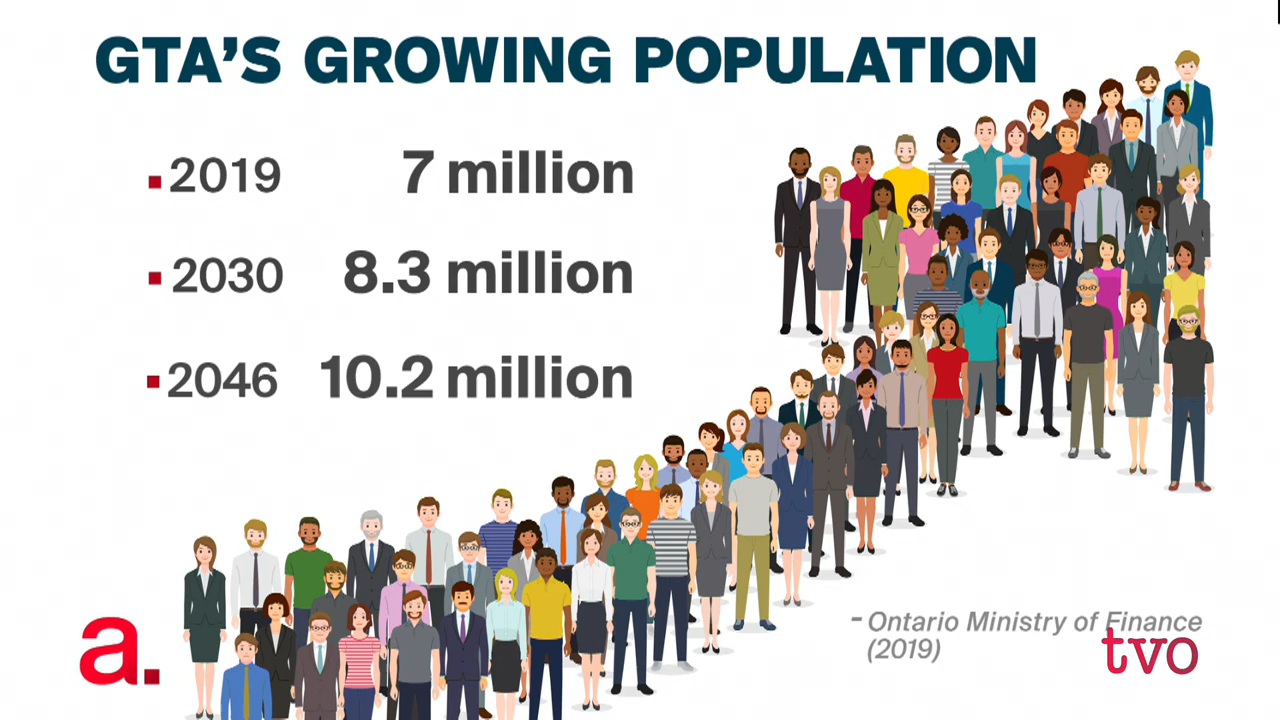 GTA'S GROWING POPULATION
2019 7 million
2030 8.3 million
2046 10.2 million
- Ontario Ministry of Finance
(2019)
a.
tvo